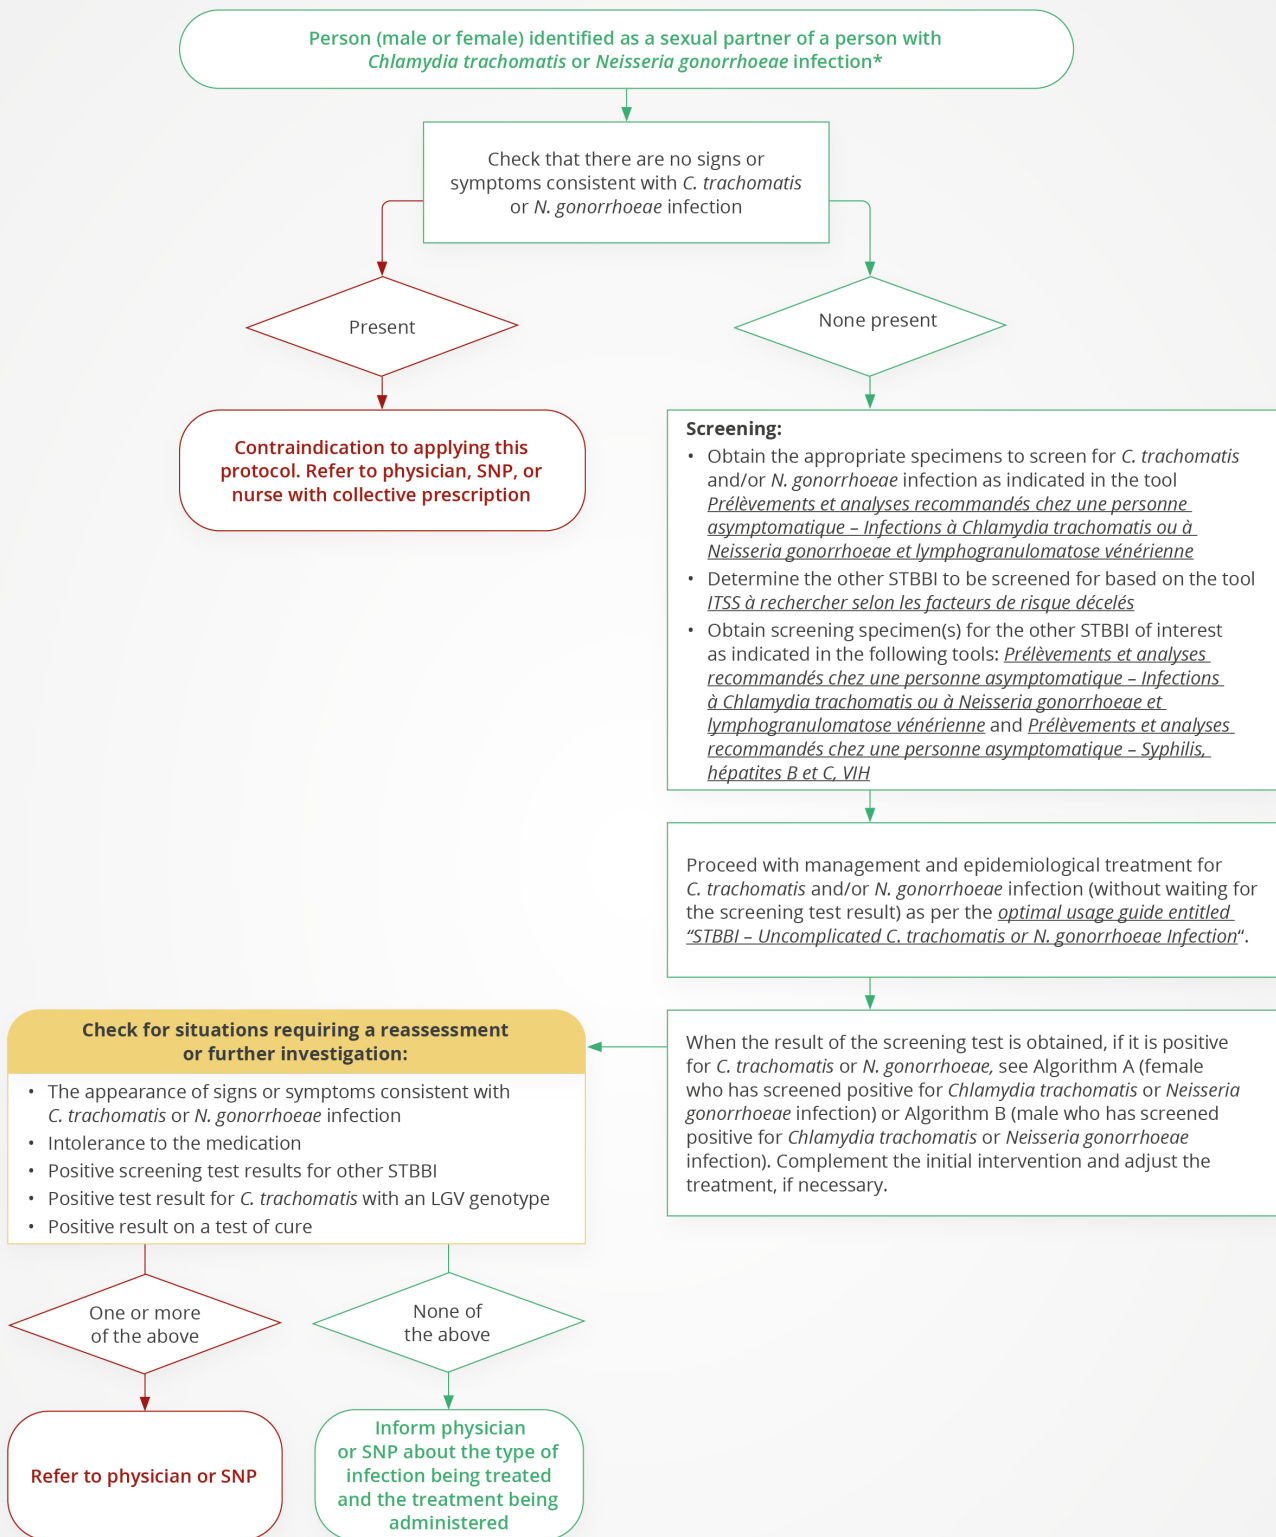 Person (male or female) identified as a sexual partner of a person with
Chlamydia trachomatis or Neisseria gonorrhoeae infection*
Check that there are no signs or
symptoms consistent with C. trachomatis
or N. gonorrhoeae infection
Present
None present
Contraindication to applying this
protocol. Refer to physician, SNP, or
nurse with collective prescription
Screening:
• Obtain the appropriate specimens to screen for C. trachomatis
and/or N. gonorrhoeae infection as indicated in the tool
Prélèvements et analyses recommandés chez une personne
asymptomatique – Infections à Chlamydia trachomatis ou à
Neisseria gonorrhoeae et lymphogranulomatose vénérienne
• Determine the other STBBI to be screened for based on the tool
ITSS à rechercher selon les facteurs de risque décelés
• Obtain screening specimen(s) for the other STBBI of interest
as indicated in the following tools: Prélèvements et analyses
recommandés chez une personne asymptomatique – Infections
à Chlamydia trachomatis ou à Neisseria gonorrhoeae et
lymphogranulomatose vénérienne and Prélèvements et analyses
recommandés chez une personne asymptomatique – Syphilis,
hépatites B et C, VIH
Proceed with management and epidemiological treatment for
C. trachomatis and/or N. gonorrhoeae infection (without waiting for
the screening test result) as per the optimal usage guide entitled
“STBBI – Uncomplicated C. trachomatis or N. gonorrhoeae Infection“.
When the result of the screening test is obtained, if it is positive
for C. trachomatis or N. gonorrhoeae, see Algorithm A (female
who has screened positive for Chlamydia trachomatis or Neisseria
gonorrhoeae infection) or Algorithm B (male who has screened
positive for Chlamydia trachomatis or Neisseria gonorrhoeae
infection). Complement the initial intervention and adjust the
treatment, if necessary.
Check for situations requiring a reassessment
or further investigation:
• The appearance of signs or symptoms consistent with
C. trachomatis or N. gonorrhoeae infection
• Intolerance to the medication
• Positive screening test results for other STBBI
• Positive test result for C. trachomatis with an LGV genotype
• Positive result on a test of cure
One or more
of the above
None of
the above
Refer to physician or SNP
Inform physician
or SNP about the type of
infection being treated
and the treatment being
administered